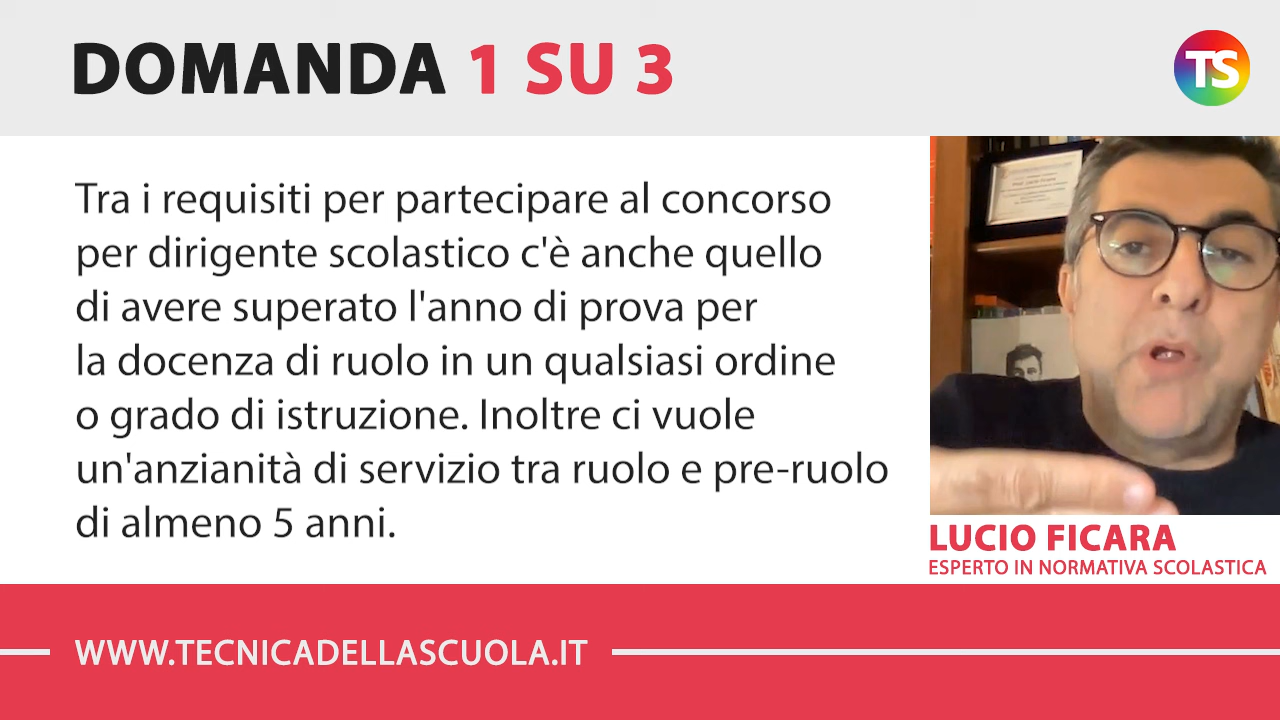 DOMANDA 1 SU 3
TS
Tra i requisiti per partecipare al concorso
per dirigente scolastico c'è anche quello
di avere superato l'anno di prova per
la docenza di ruolo in un qualsiasi ordine
o grado di istruzione. Inoltre ci vuole
un'anzianità di servizio tra ruolo e pre-ruolo
di almeno 5 anni.
LUCIO FICARA
ESPERTO IN NORMATIVA SCOLASTICA
WWW.TECNICADELLASCUOLA.IT